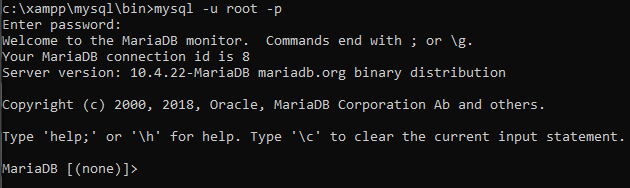 c:\xampp\mysql\bin>mysql -u root -p
Enter password:
Welcome to the MariaDB monitor.  Commands end with ; or \g.
Your MariaDB connection id is 8
Server version: 10.4.22-MariaDB mariadb.org binary distribution
Copyright (c) 2000, 2018, Oracle, MariaDB Corporation Ab and others.
Type 'help;' or '\h' for help. Type '\c' to clear the current input statement.
MariaDB [(none)]>